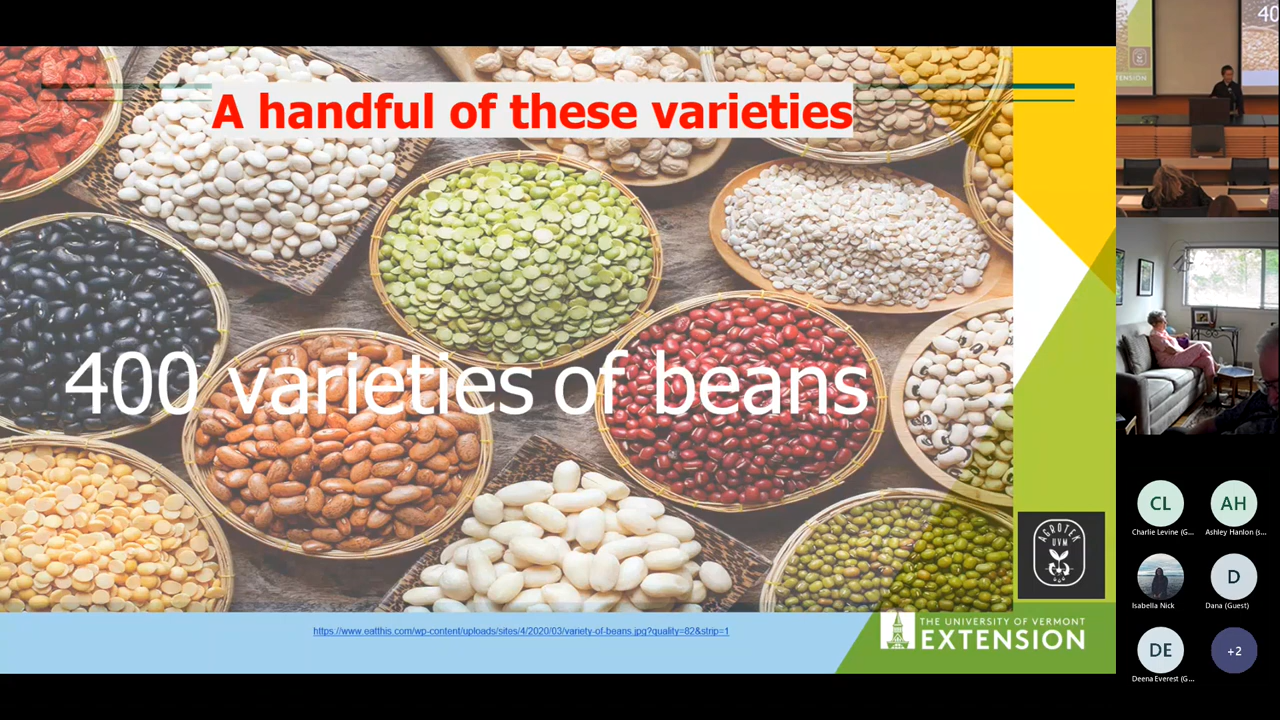 A handful of these varieties
400 varieties of beans
https://www.eatthis.com/wp-content/uploads/sites/4/2020/03/variety-of-beans.jpg?quality=82&strip=1
AGROTEK
UVM
THE UNIVERSITY OF VERMONT
EXTENSION
40
EXTENSION
CL
AH
Charlie Levine (G...
Ashley Hanlon (s...
D
Isabella Nick
Dana (Guest)
DE
+2
Deena Everest (G...